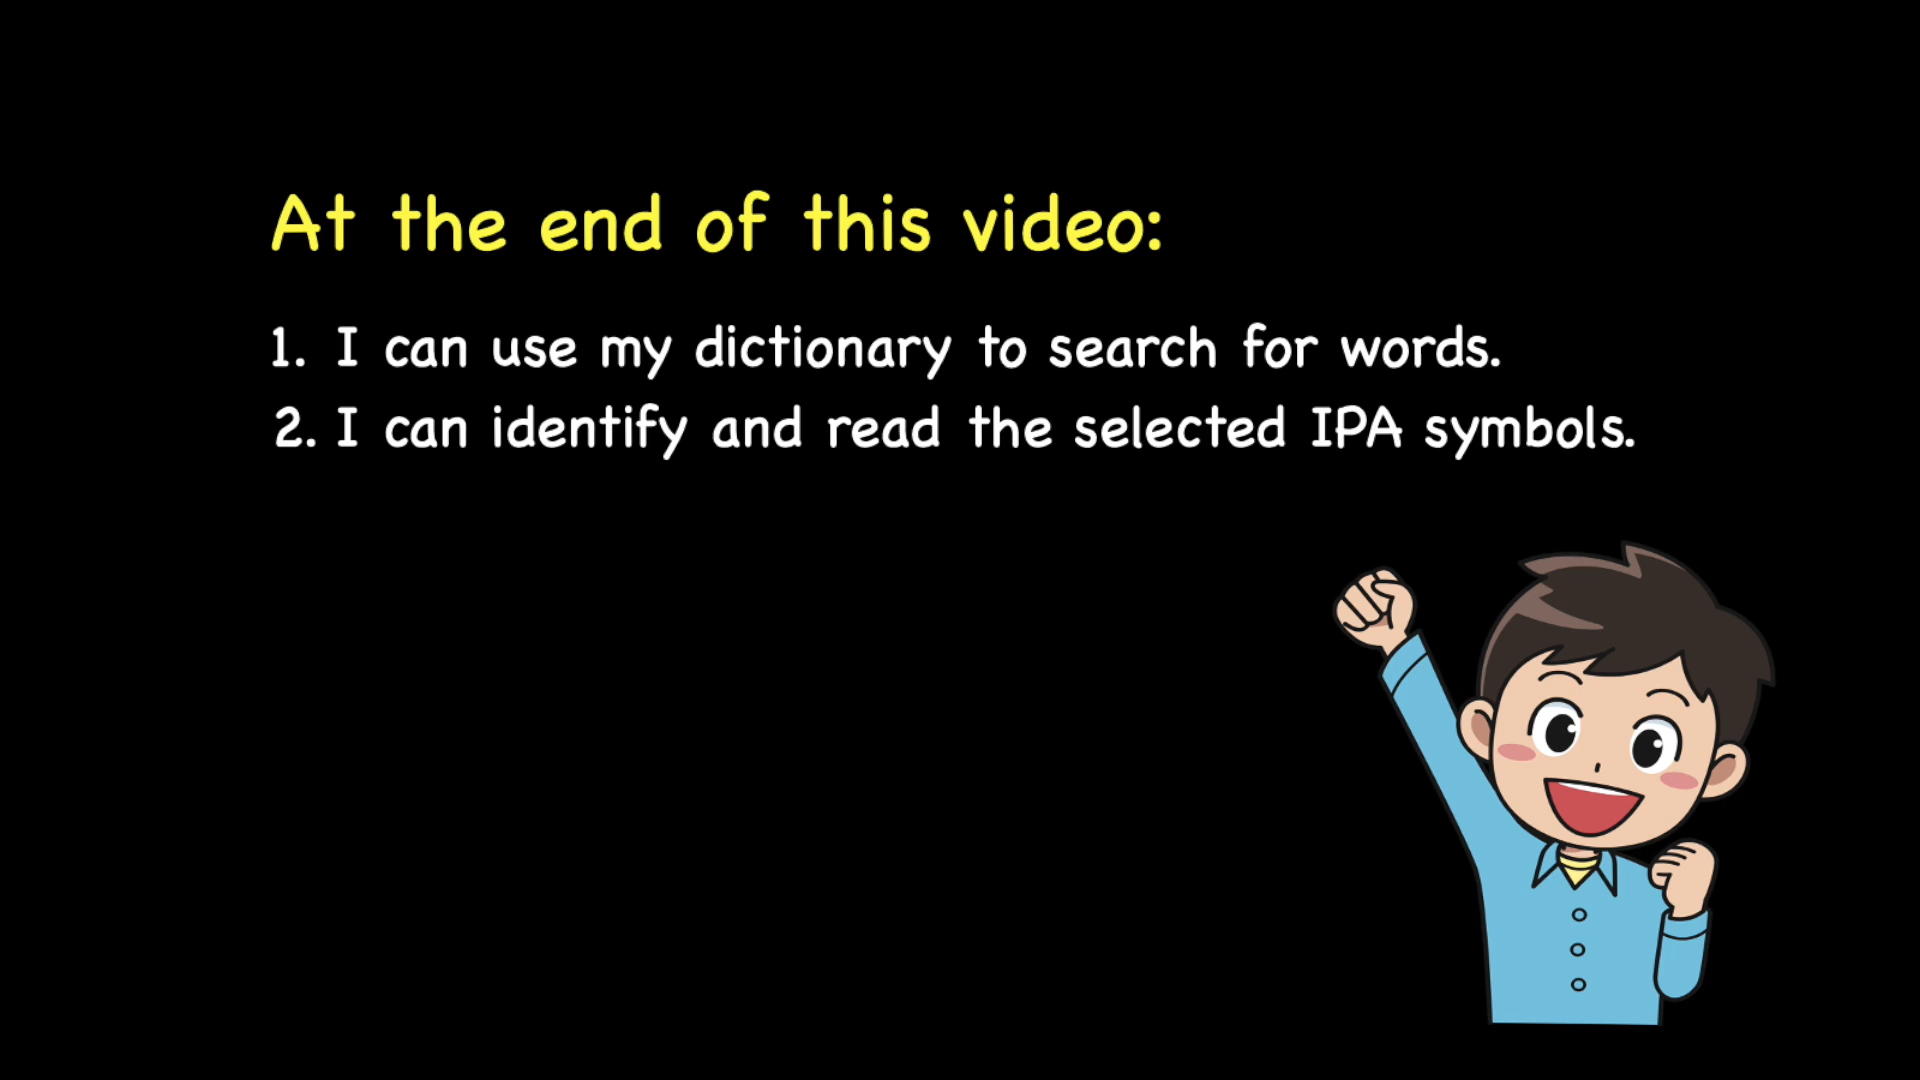 At the end of this video:
1. I can use my dictionary to search for words.
2. I can identify and read the selected IPA symbols.